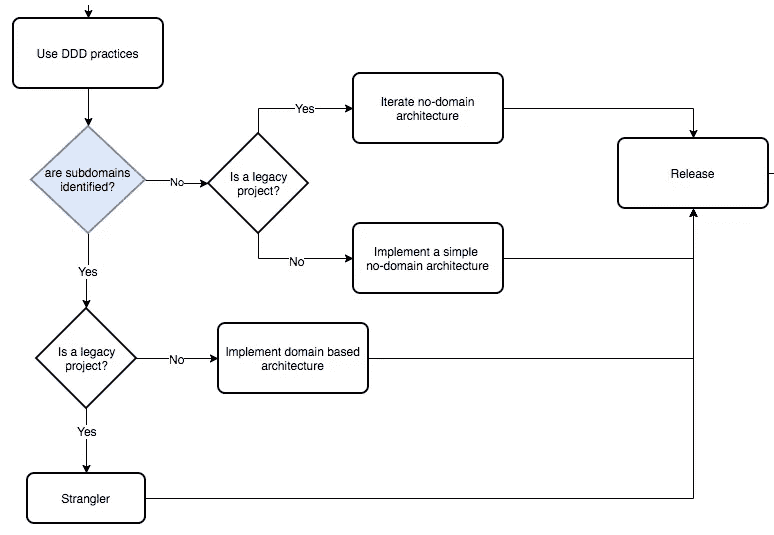 Use DDD practices
Yes
Iterate no-domain
architecture
are subdomains
identified?
No
Is a legacy
project?
Release
No
Implement a simple
no-domain architecture
Yes
Is a legacy
project?
No
Implement domain based
architecture
Yes
Strangler